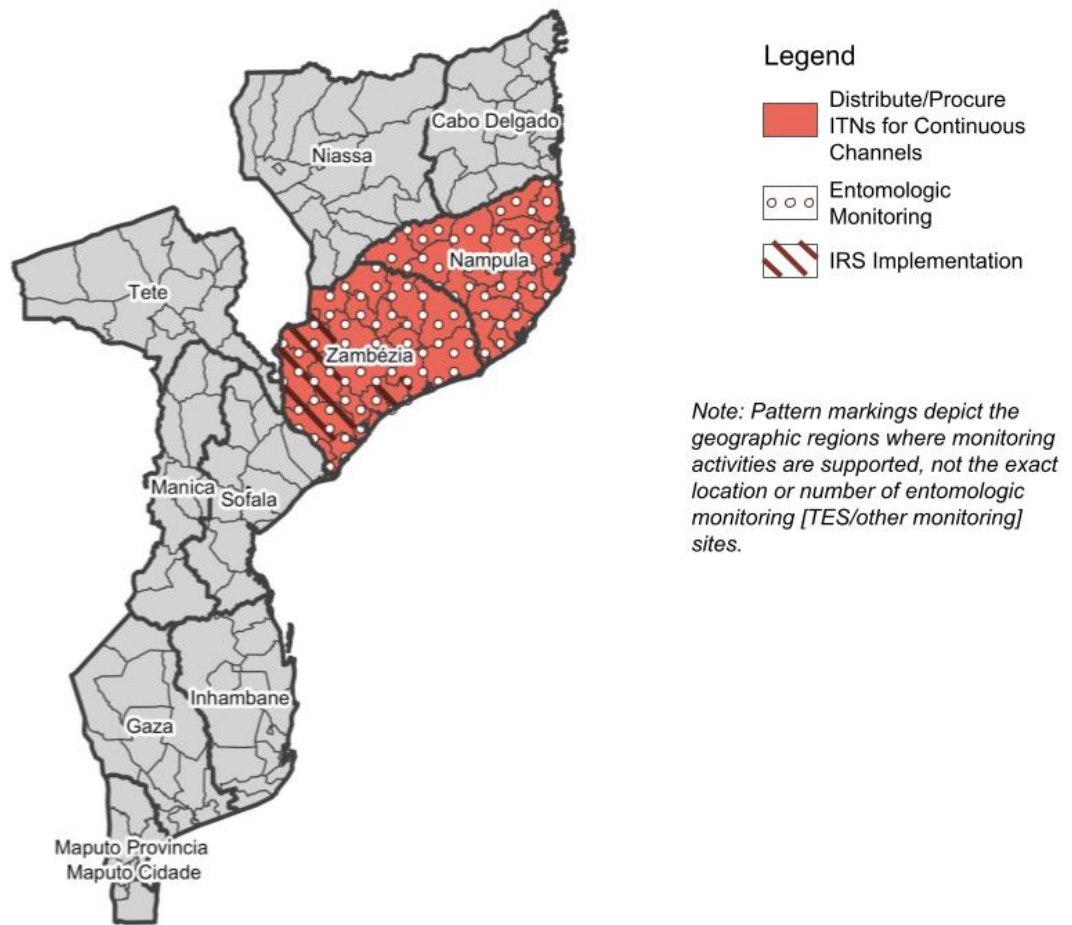 Legend
Distribute/Procure
ITNs for Continuous
Channels
Entomologic
Monitoring
IRS Implementation
Cabo Delgado
Niassa
Nampula
Tete
Zambézia
Manica
Sofala
Inhambane
Gaza
Maputo Provincia
Maputo Cidade
Note: Pattern markings depict the
geographic regions where monitoring
activities are supported, not the exact
location or number of entomologic
monitoring [TES/other monitoring]
sites.